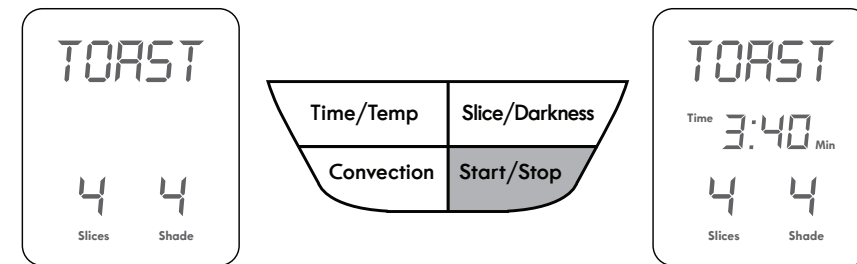 TOAST
4 4
Slices Shade
Time/Temp Slice/Darkness
Convection Start/Stop
TOAST
Time 3:40 Min
4 4
Slices Shade